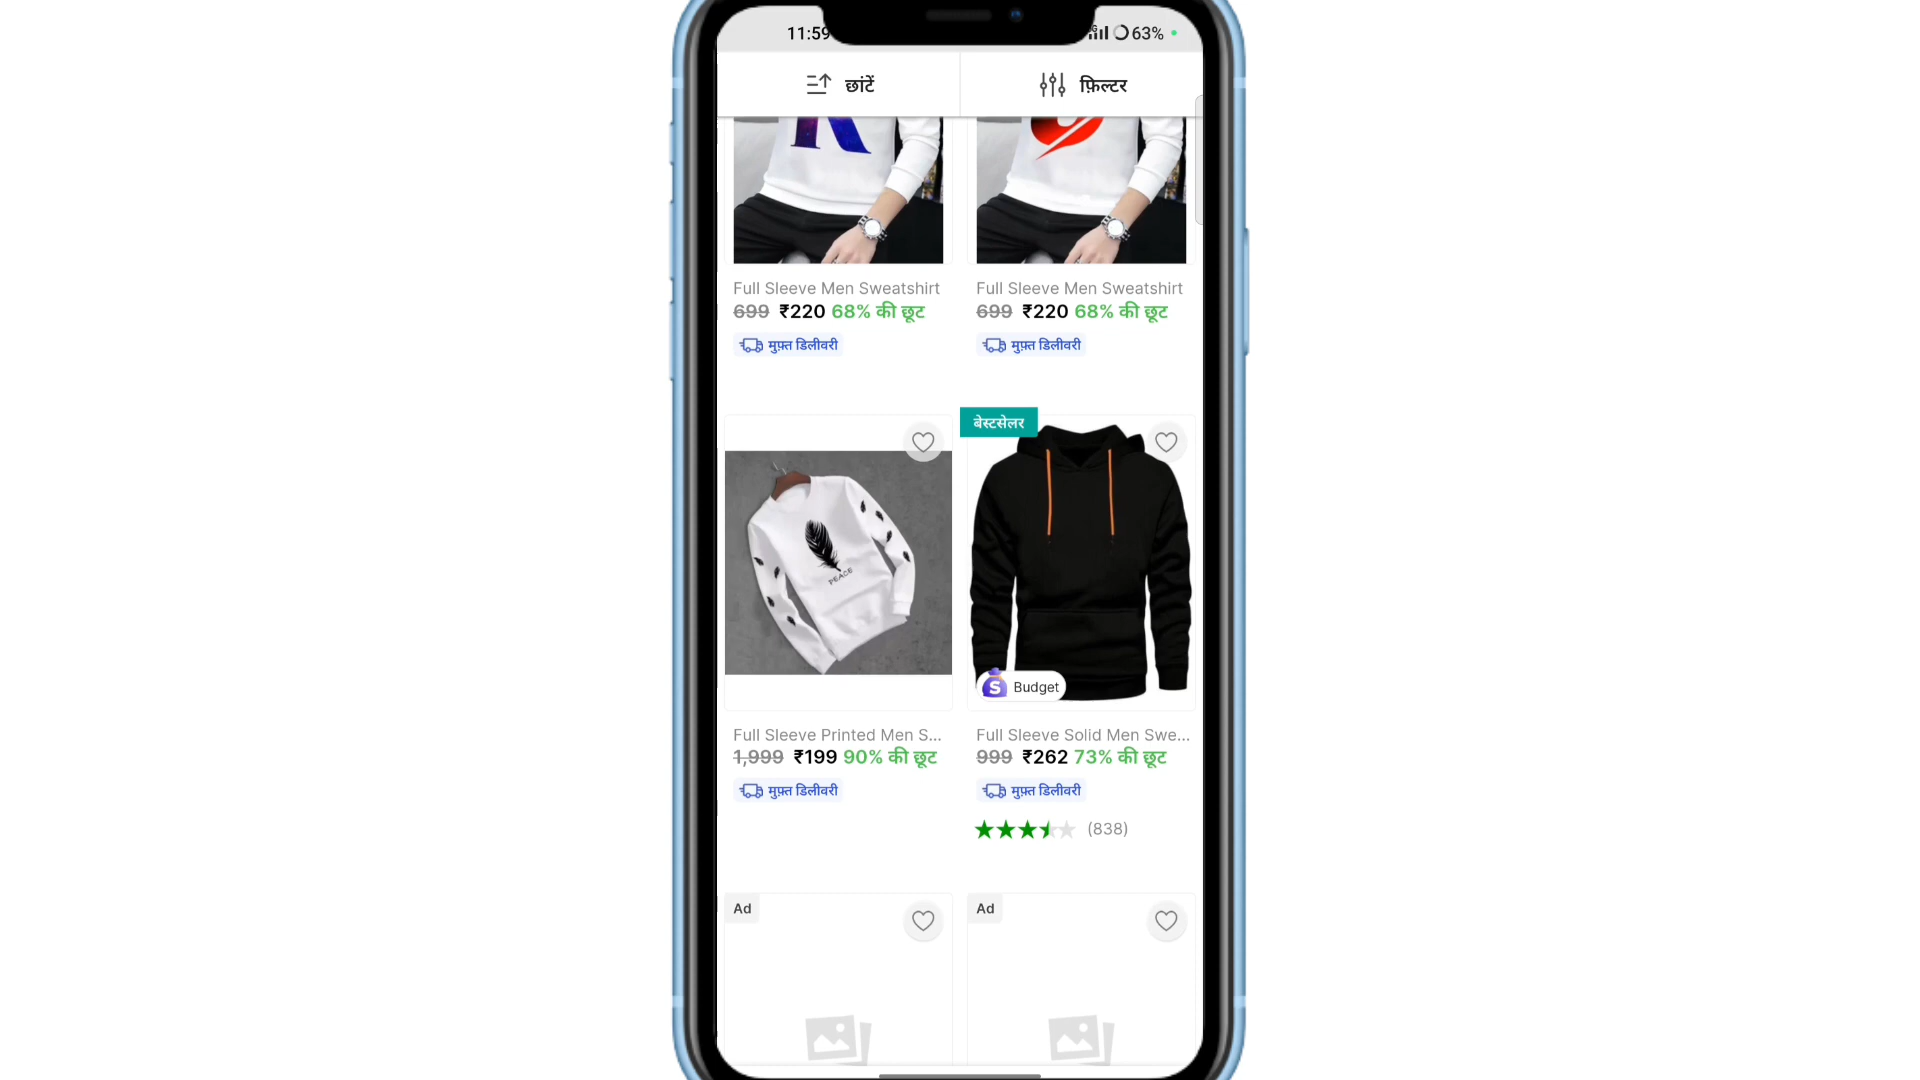 11:59 63%
छांटें फ़िल्टर
R
Full Sleeve Men Sweatshirt Full Sleeve Men Sweatshirt
699 ₹220 68% की छूट 699 ₹220 68% की छूट
मुफ़्त डिलीवरी मुफ़्त डिलीवरी
बेस्टसेलर
PEACE
S Budget
Full Sleeve Printed Men S... Full Sleeve Solid Men Swe...
1,999 ₹199 90% की छूट 999 ₹262 73% की छूट
मुफ़्त डिलीवरी मुफ़्त डिलीवरी
(838)
Ad Ad